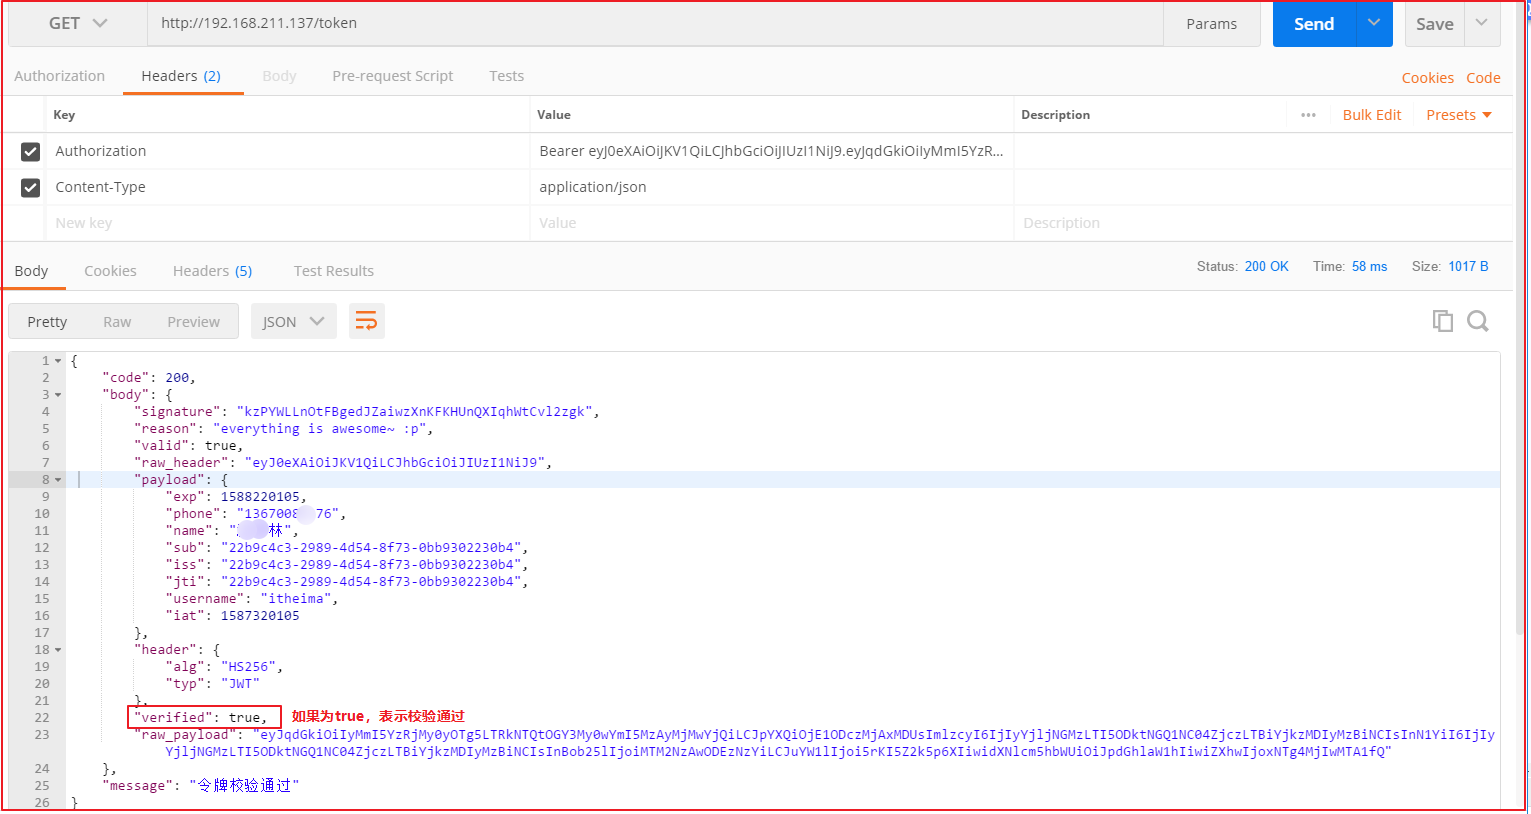 GET http://192.168.211.137/token Params Send Save
Authorization Headers (2) Body Pre-request Script Tests Cookies Code
Key Value Description ••• Bulk Edit Presets
Authorization Bearer eyJ0eXAiOiJKV1QiLCJhbGciOiJIUzI1NiJ9.eyJqdGkiOiIyMmI5YzR...
Content-Type application/json
New key Value Description
Body Cookies Headers (5) Test Results Status: 200 OK Time: 58 ms Size: 1017 B
Pretty Raw Preview JSON
1 {
2 "code": 200,
3 "body": {
4 "signature": "kzPYWLLnOtFBgedJZaiwzXnKFKHUnQXIqhWtCvl2zgk",
5 "reason": "everything is awesome~ :p",
6 "valid": true,
7 "raw_header": "eyJ0eXAiOiJKV1QiLCJhbGciOiJIUzI1NiJ9",
8 "payload": {
9 "exp": 1588220105,
10 "phone": "1367008 76",
11 "name": " 林",
12 "sub": "22b9c4c3-2989-4d54-8f73-0bb9302230b4",
13 "iss": "22b9c4c3-2989-4d54-8f73-0bb9302230b4",
14 "jti": "22b9c4c3-2989-4d54-8f73-0bb9302230b4",
15 "username": "itheima",
16 "iat": 1587320105
17 },
18 "header": {
19 "alg": "HS256",
20 "typ": "JWT"
21 },
22 "verified": true, 如果为true，表示校验通过
23 "raw_payload": "eyJqdGkiOiIyMmI5YzRjMy0yOTg5LTRkNTQtOGY3My0wYmI5MzAyMjMwYjQiLCJpYXQiOjE1ODczMjAxMDUsImlzcyI6IjIyYjljNGMzLTI5ODktNGQ1NC04ZjczLTBiYjkzMDIyMzBiNCIsInN1YiI6IjIy
YjljNGMzLTI5ODktNGQ1NC04ZjczLTBiYjkzMDIyMzBiNCIsInBob25lIjoiMTM2NzAwODEzNzYiLCJuYW1lIjoi5rKI5Z2k5p6XIiwidXNlcm5hbWUiOiJpdGhlaW1hIiwiZXhwIjoxNTg4MjIwMTA1fQ"
24 },
25 "message": "令牌校验通过"
26 }